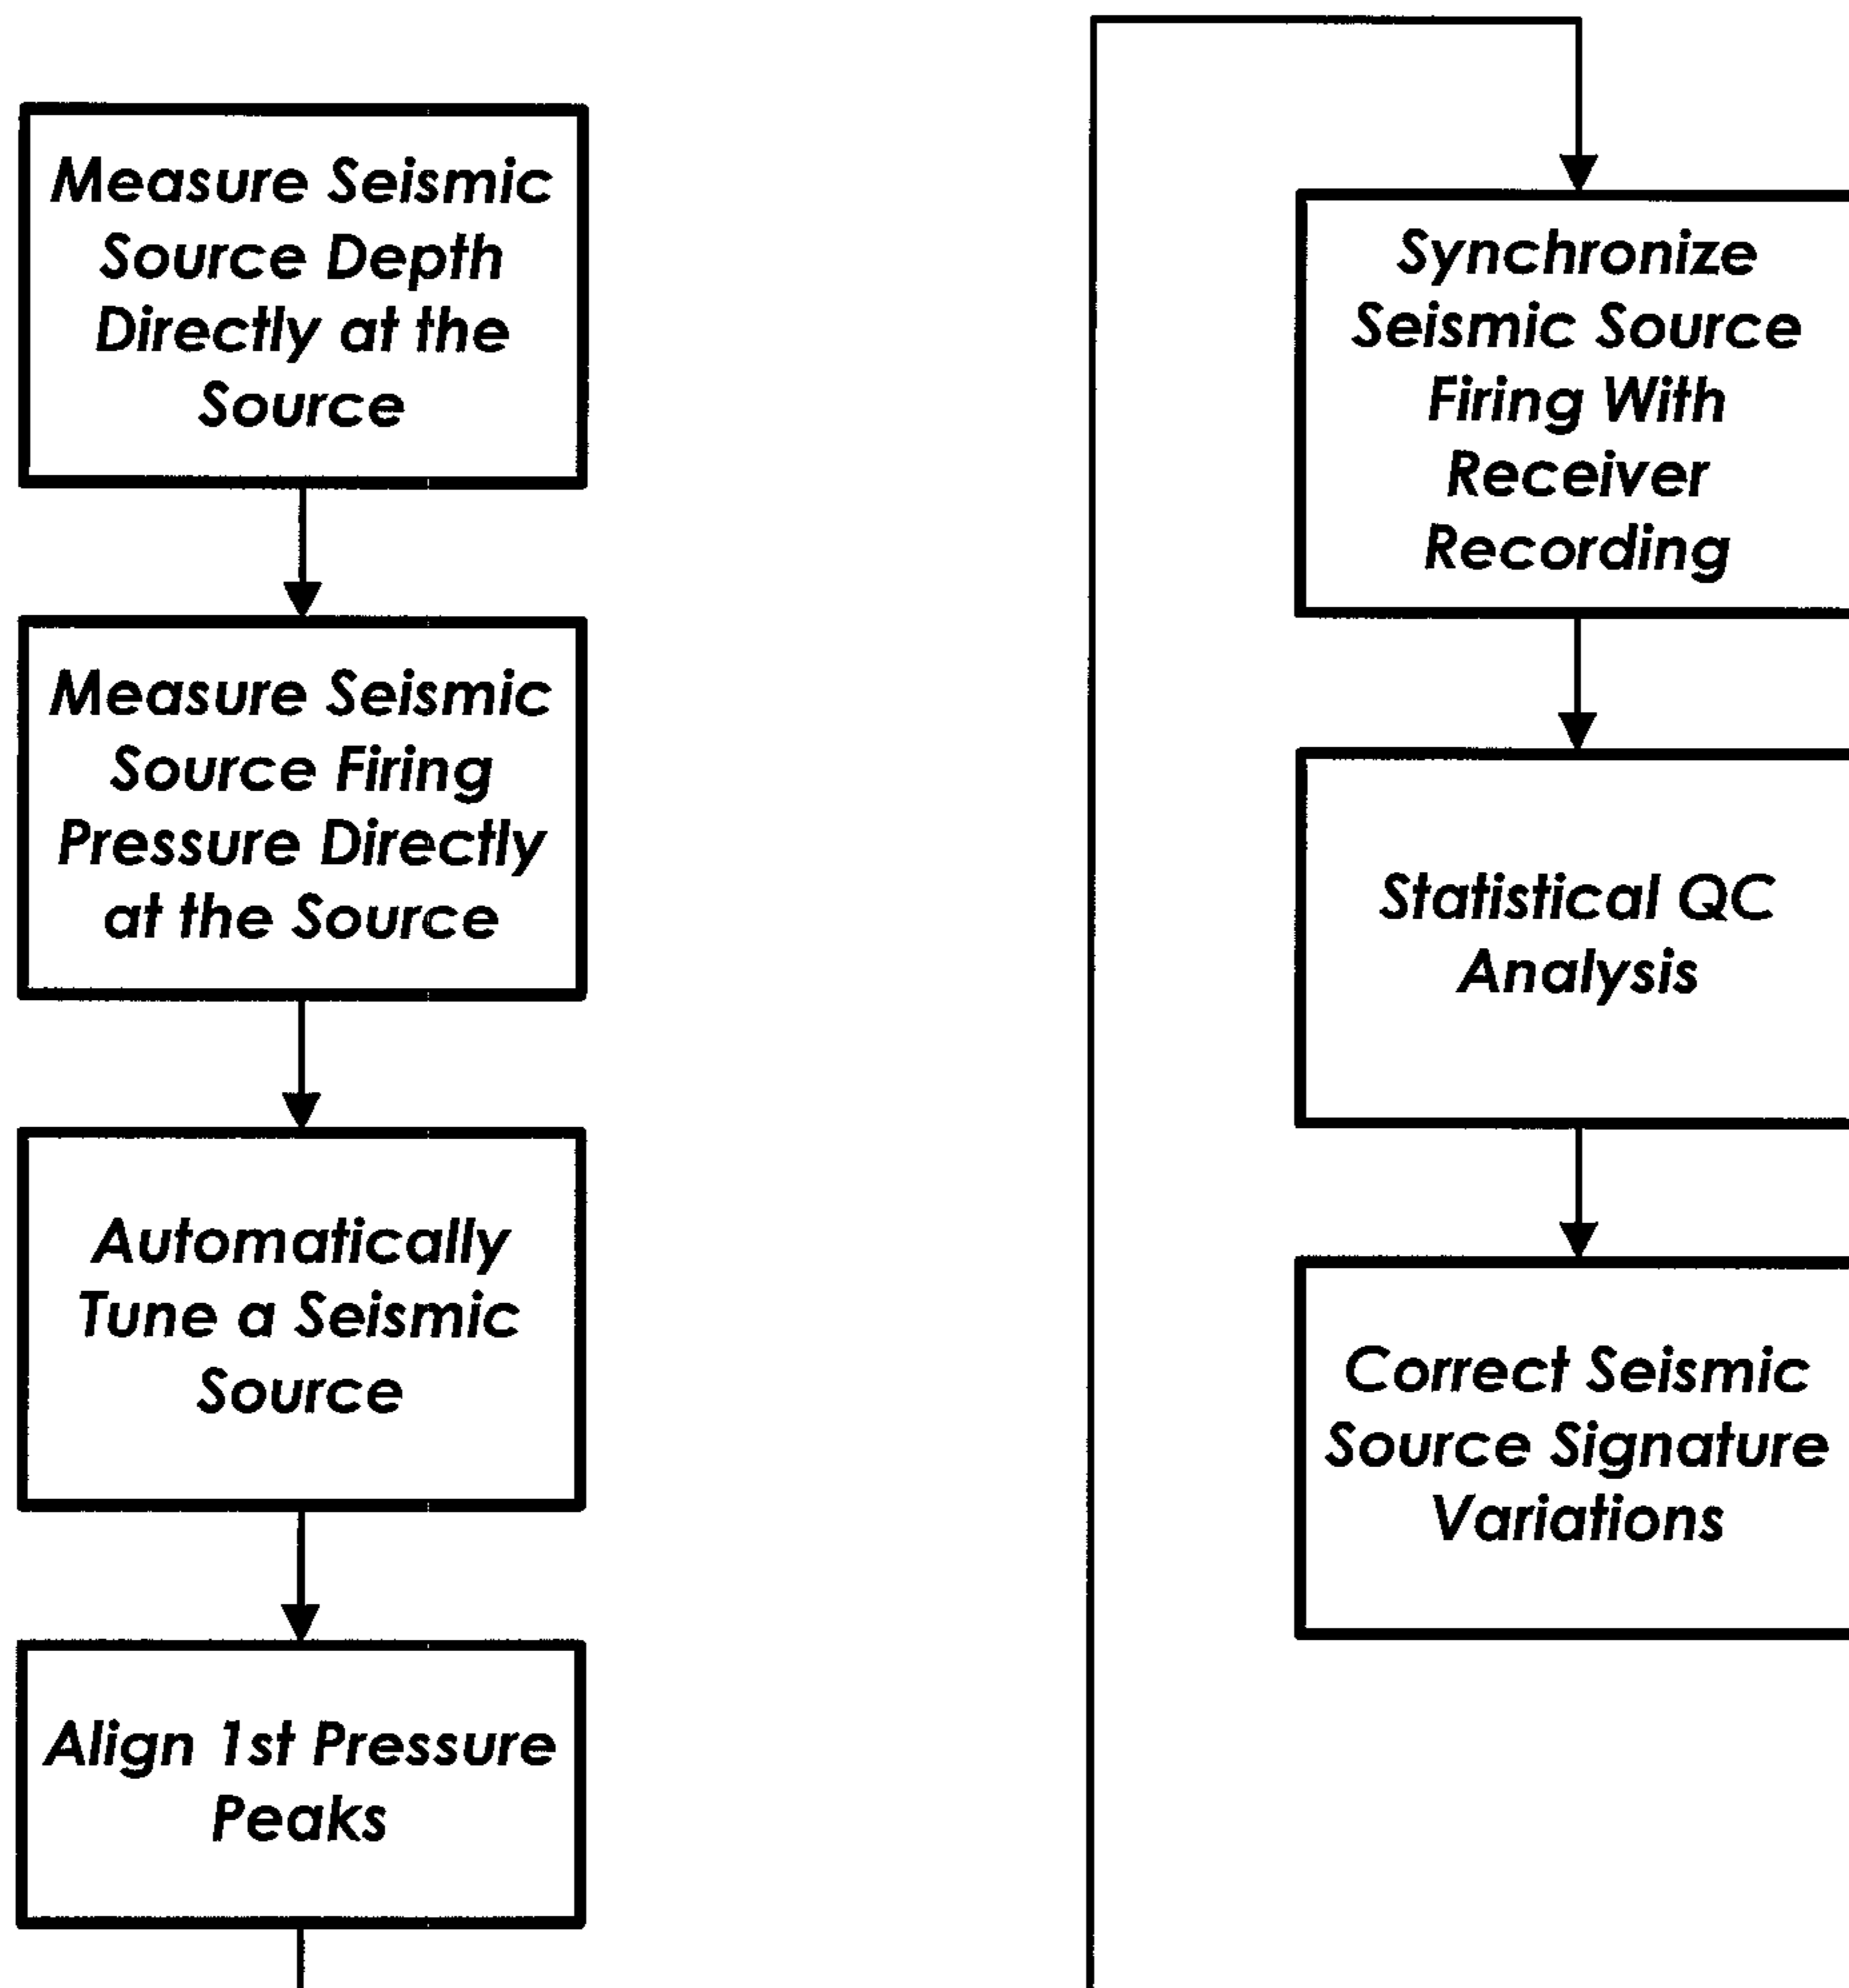 Measure Seismic
Source Depth
Directly at the
Source
Measure Seismic
Source Firing
Pressure Directly
at the Source
Automatically
Tune a Seismic
Source
Align 1st Pressure
Peaks
Synchronize
Seismic Source
Firing With
Receiver
Recording
Statistical QC
Analysis
Correct Seismic
Source Signature
Variations